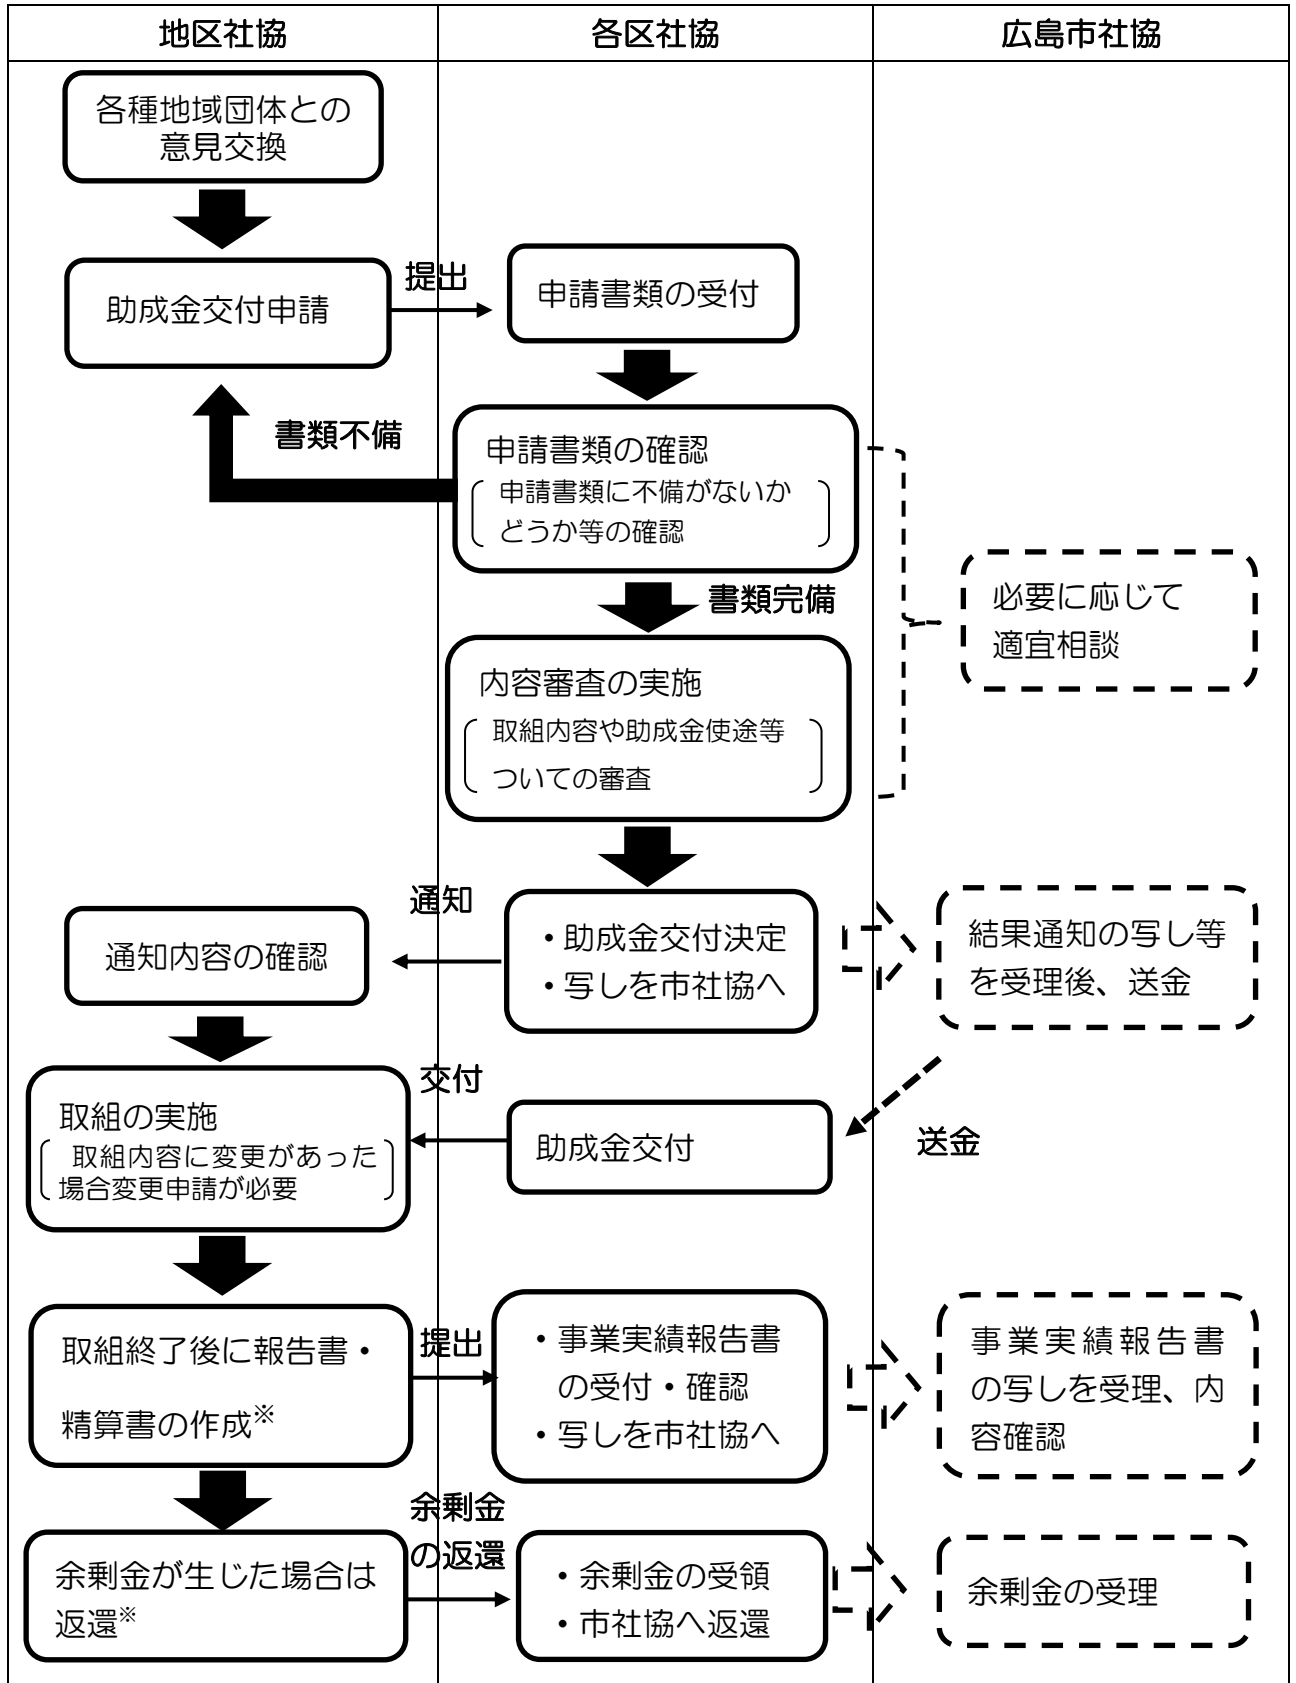 地区社協
各区社協
広島市社協
各種地域団体との
意見交換
助成金交付申請
提出
申請書類の受付
書類不備
申請書類の確認
申請書類に不備がないか
どうか等の確認
書類完備
必要に応じて
適宜相談
内容審査の実施
取組内容や助成金使途等
ついての審査
通知
通知内容の確認
・助成金交付決定
・写しを市社協へ
結果通知の写し等
を受理後、送金
交付
取組の実施
取組内容に変更があった
場合変更申請が必要
助成金交付
送金
取組終了後に報告書・
精算書の作成※
提出
・事業実績報告書
の受付・確認
・写しを市社協へ
事業実績報告書
の写しを受理、内
容確認
余剰金
の返還
余剰金が生じた場合は
返還※
・余剰金の受領
・市社協へ返還
余剰金の受理